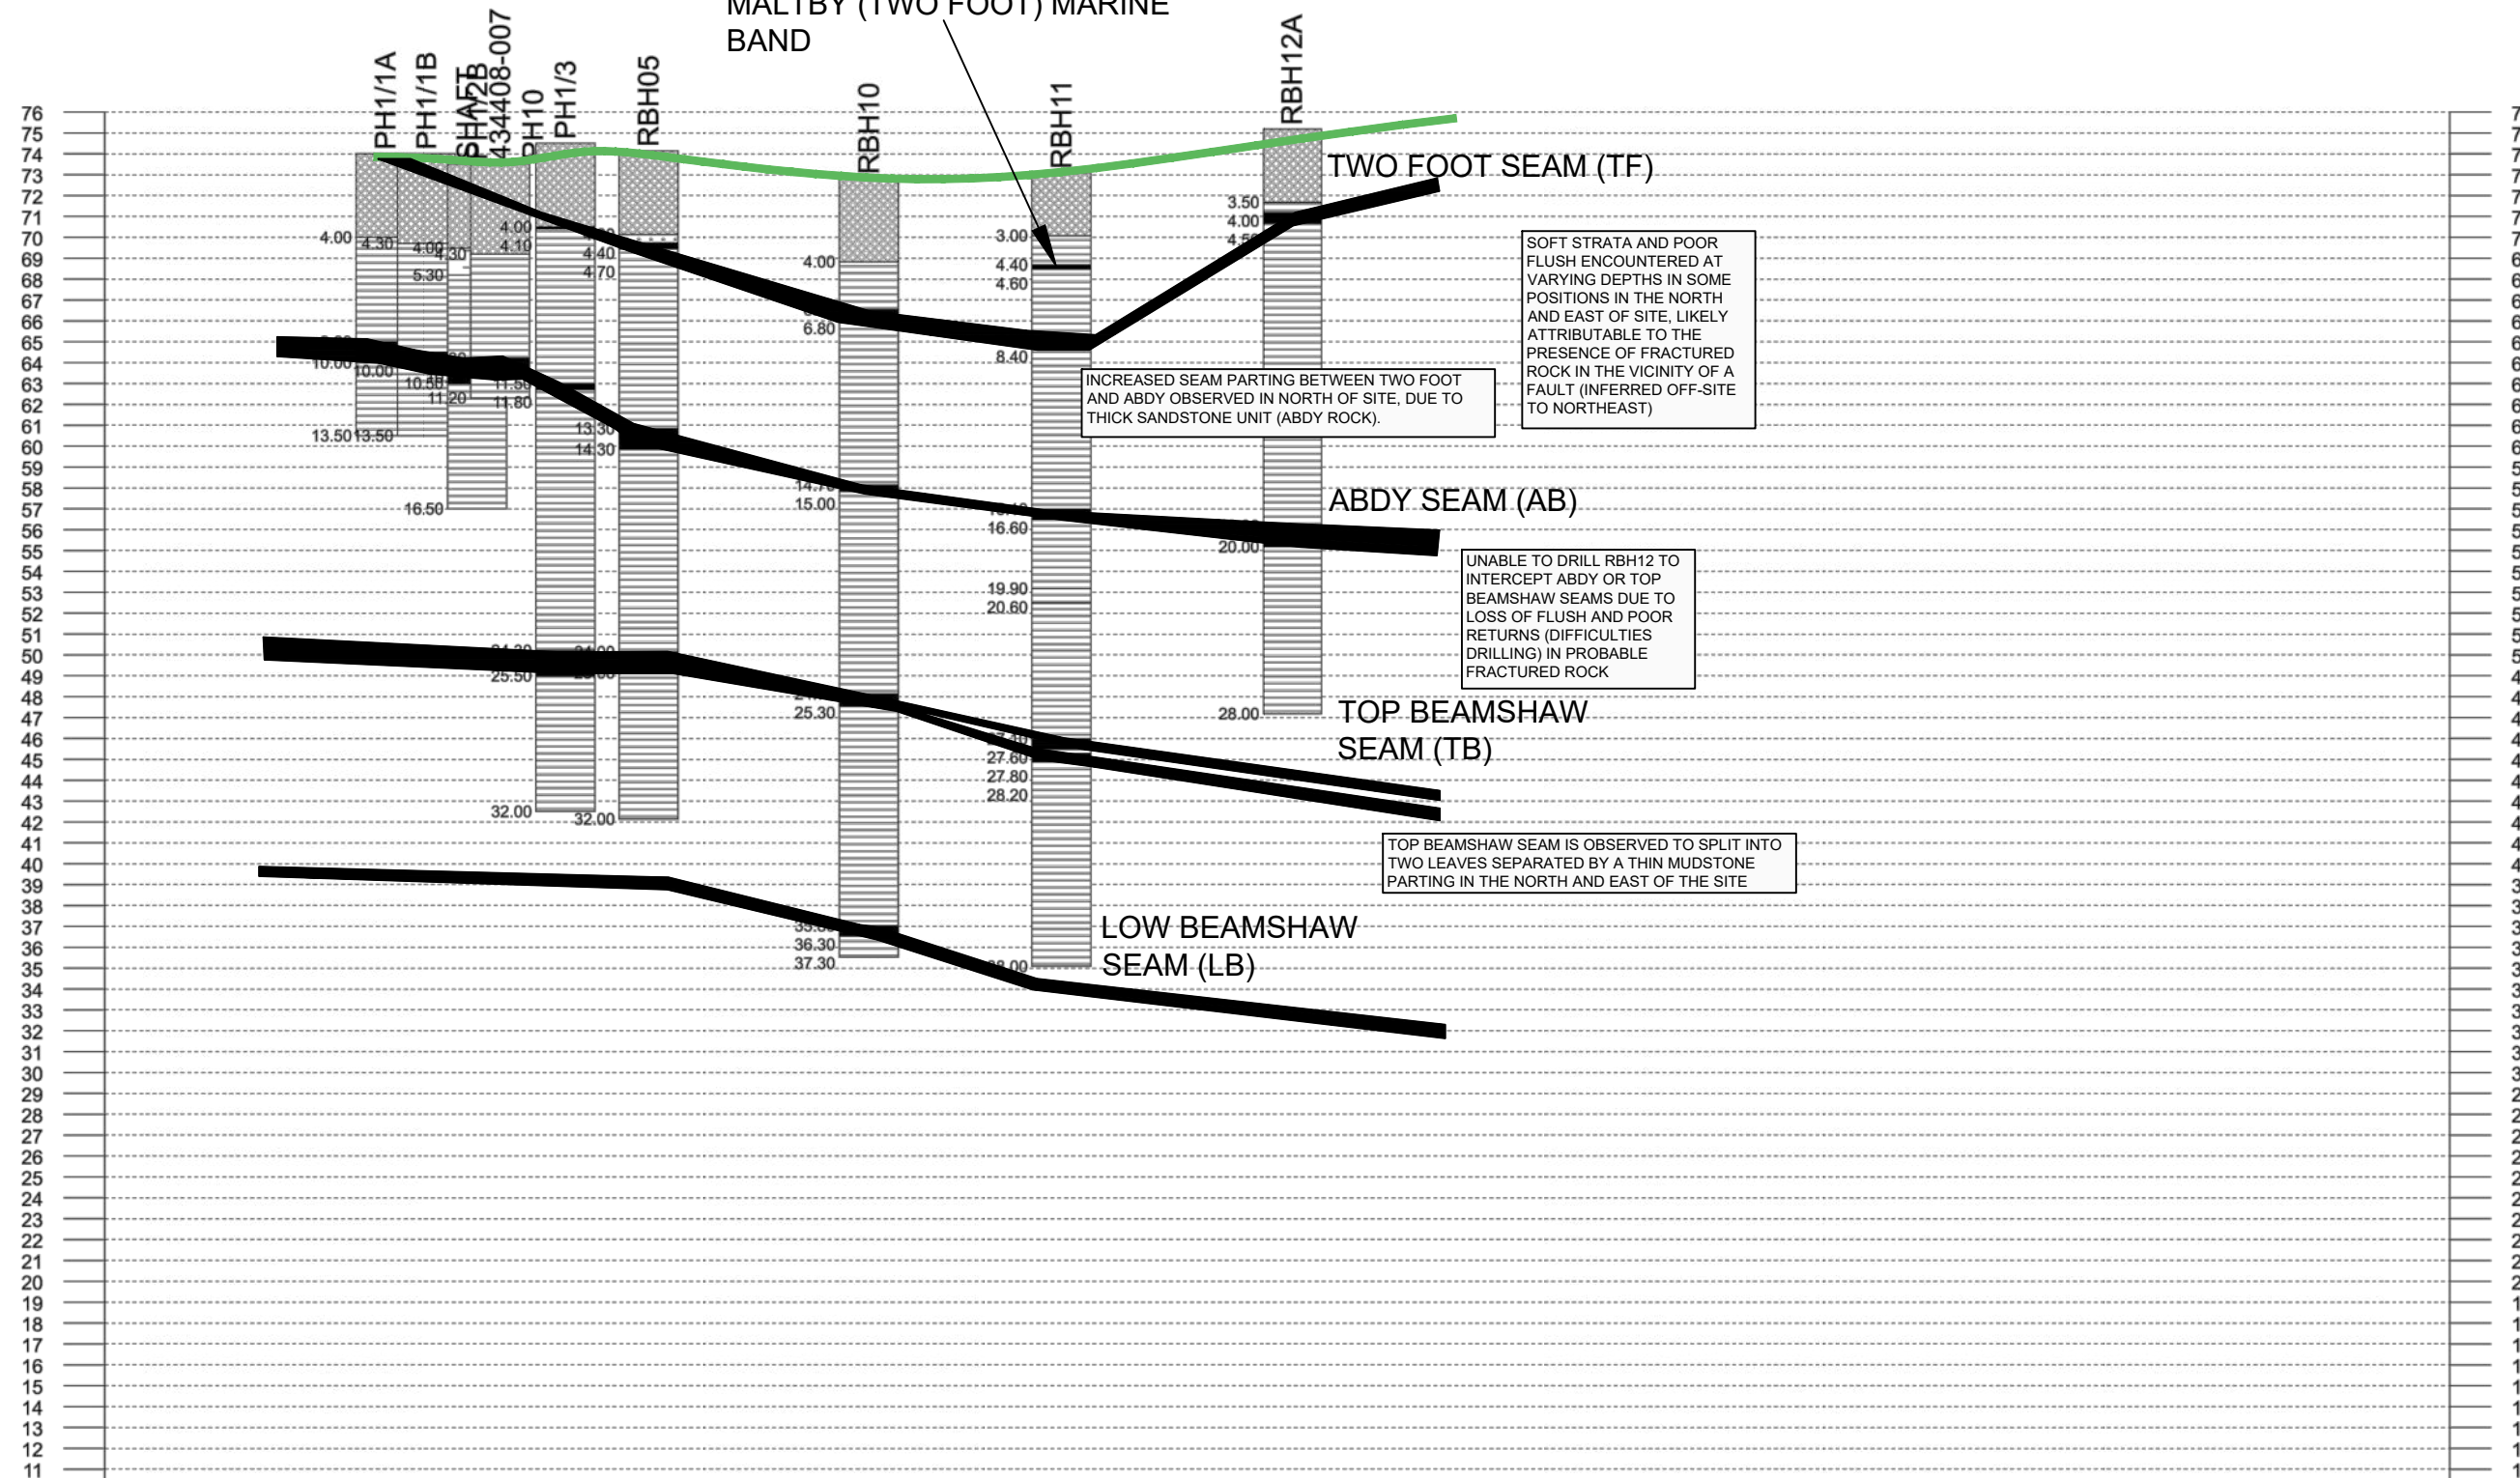 MALTBY (TWO FOOT) MARINE
BAND
PH1/1A
PH1/1B
SHAFT
PH1/2B
434408-007
PH10
PH1/3
RBH05
RBH10
RBH11
RBH12A
76
75
74
73
72
71
70
69
68
67
66
65
64
63
62
61
60
59
58
57
56
55
54
53
52
51
50
49
48
47
46
45
44
43
42
41
40
39
38
37
36
35
34
33
32
31
30
29
28
27
26
25
24
23
22
21
20
19
18
17
16
15
14
13
12
11
4.00
10.00
13.50
4.30
10.00
13.50
4.00
5.30
10.50
4.30
11.20
16.50
11.50
11.80
4.00
4.10
25.50
32.00
4.40
4.70
13.30
14.30
32.00
4.00
6.80
15.00
25.30
36.30
37.30
3.00
4.40
4.60
8.40
16.60
19.90
20.60
27.60
27.80
28.20
3.50
4.00
4.50
20.00
28.00
TWO FOOT SEAM (TF)
SOFT STRATA AND POOR
FLUSH ENCOUNTERED AT
VARYING DEPTHS IN SOME
POSITIONS IN THE NORTH
AND EAST OF SITE, LIKELY
ATTRIBUTABLE TO THE
PRESENCE OF FRACTURED
ROCK IN THE VICINITY OF A
FAULT (INFERRED OFF-SITE
TO NORTHEAST)
INCREASED SEAM PARTING BETWEEN TWO FOOT
AND ABDY OBSERVED IN NORTH OF SITE, DUE TO
THICK SANDSTONE UNIT (ABDY ROCK).
ABDY SEAM (AB)
UNABLE TO DRILL RBH12 TO
INTERCEPT ABDY OR TOP
BEAMSHAW SEAMS DUE TO
LOSS OF FLUSH AND POOR
RETURNS (DIFFICULTIES
DRILLING) IN PROBABLE
FRACTURED ROCK
TOP BEAMSHAW
SEAM (TB)
TOP BEAMSHAW SEAM IS OBSERVED TO SPLIT INTO
TWO LEAVES SEPARATED BY A THIN MUDSTONE
PARTING IN THE NORTH AND EAST OF THE SITE
LOW BEAMSHAW
SEAM (LB)